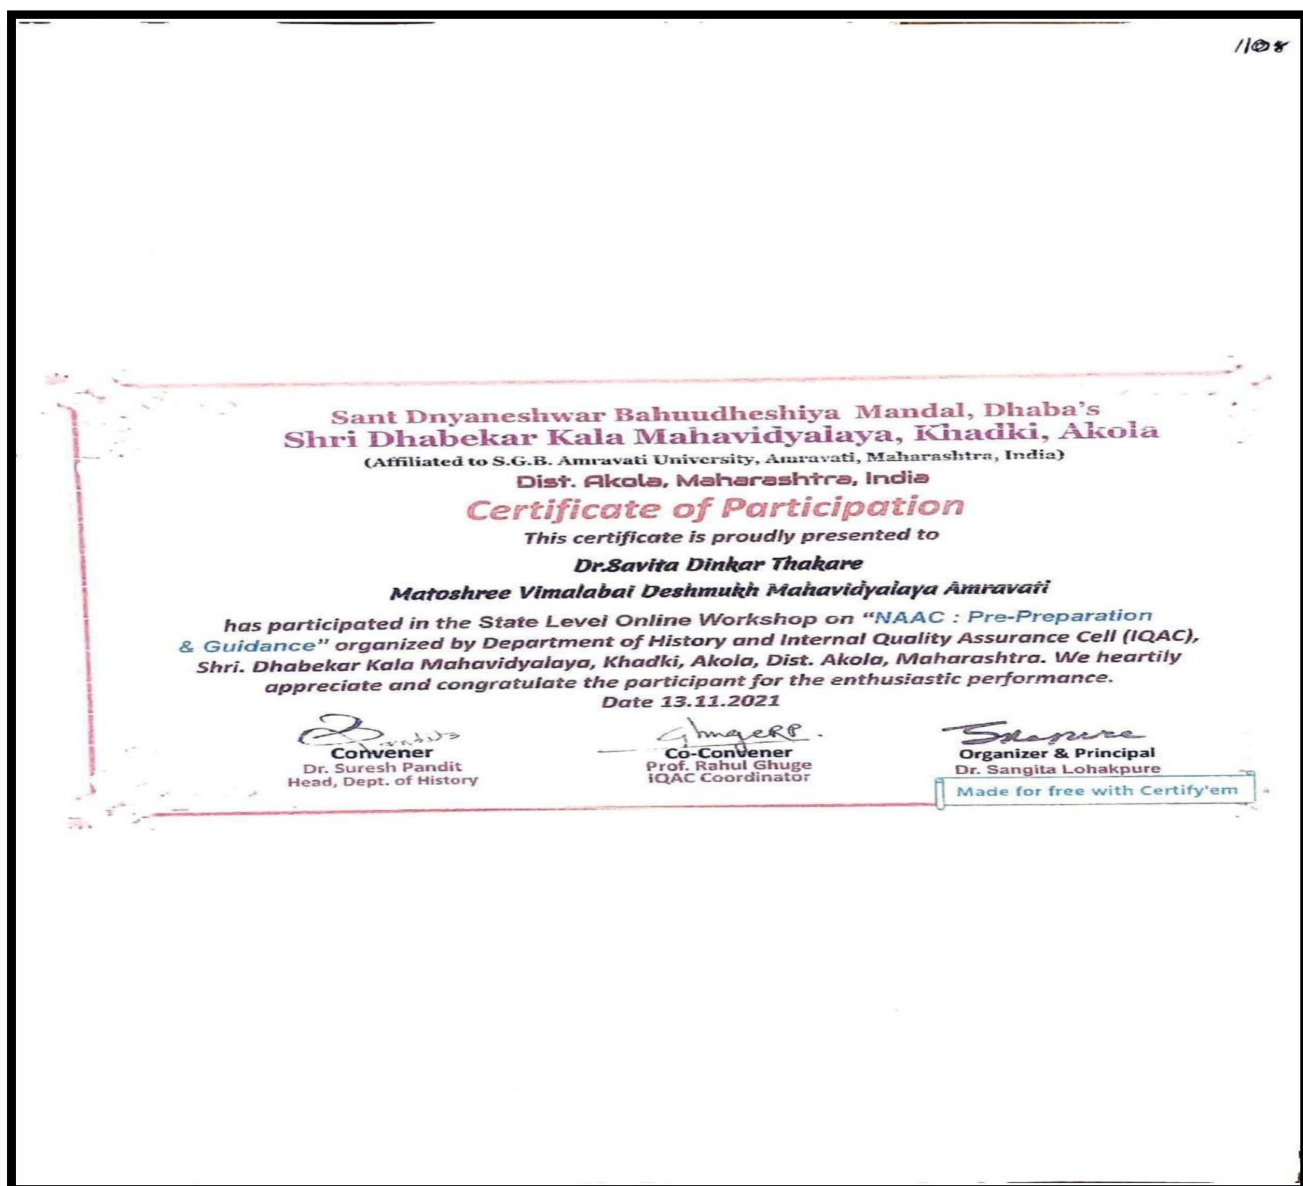 Sant Dnyaneshwar Bahuudheshiya Mandal, Dhaba's
Shri Dhabekar Kala Mahavidyalaya, Khadki, Akola
(Affiliated to S.G.B. Amravati University, Amravati, Maharashtra, India)
Dist. Akola, Maharashtra, India
Certificate of Participation
This certificate is proudly presented to
Dr.Savita Dinkar Thakare
Matoshree Vimalabai Deshmukh Mahavidyalaya Amravati
has participated in the State Level Online Workshop on "NAAC : Pre-Preparation
& Guidance" organized by Department of History and Internal Quality Assurance Cell (IQAC),
Shri. Dhabekar Kala Mahavidyalaya, Khadki, Akola, Dist. Akola, Maharashtra. We heartily
appreciate and congratulate the participant for the enthusiastic performance.
Date 13.11.2021
Convener Co-Convener Organizer & Principal
Dr. Suresh Pandit Prof. Rahul Ghuge Dr. Sangita Lohakpure
Head, Dept. of History IQAC Coordinator
Made for free with Certify'em